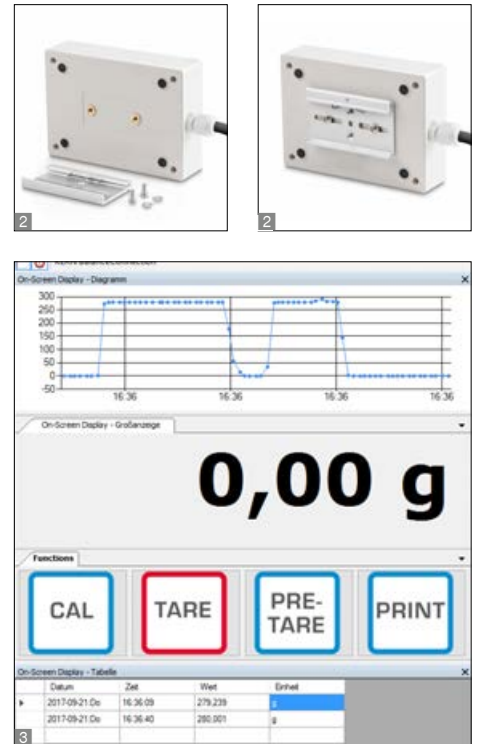 2
2
On-Screen Display - Diagramm
300
250
200
150
100
50
0
-50
16:36
16:36
16:36
16:36
On-Screen Display - Großanzeige
0,00 g
Functions
CAL
TARE
PRE-
TARE
PRINT
On-Screen Display - Tabelle
Datum Zeit Wert Einheit
2017-09-21:Do 16:36:09 279,239 g
2017-09-21:Do 16:36:40 280,001 g
3